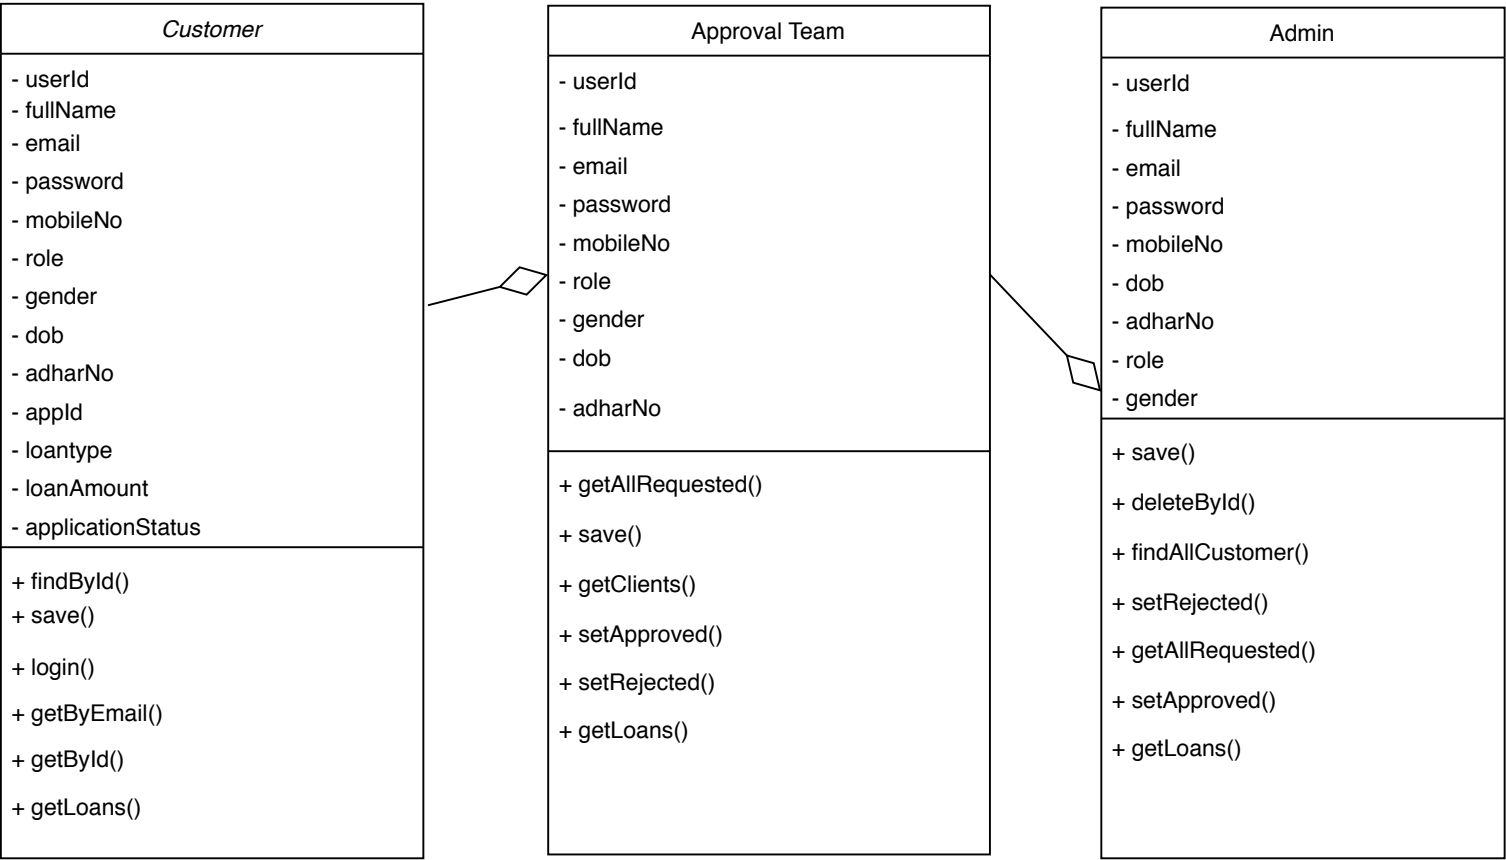 Customer
- userId
- fullName
- email
- password
- mobileNo
- role
- gender
- dob
- adharNo
- appId
- loantype
- loanAmount
- applicationStatus
+ findById()
+ save()
+ login()
+ getByEmail()
+ getById()
+ getLoans()
Approval Team
- userId
- fullName
- email
- password
- mobileNo
- role
- gender
- dob
- adharNo
+ getAllRequested()
+ save()
+ getClients()
+ setApproved()
+ setRejected()
+ getLoans()
Admin
- userId
- fullName
- email
- password
- mobileNo
- dob
- adharNo
- role
- gender
+ save()
+ deleteById()
+ findAllCustomer()
+ setRejected()
+ getAllRequested()
+ setApproved()
+ getLoans()